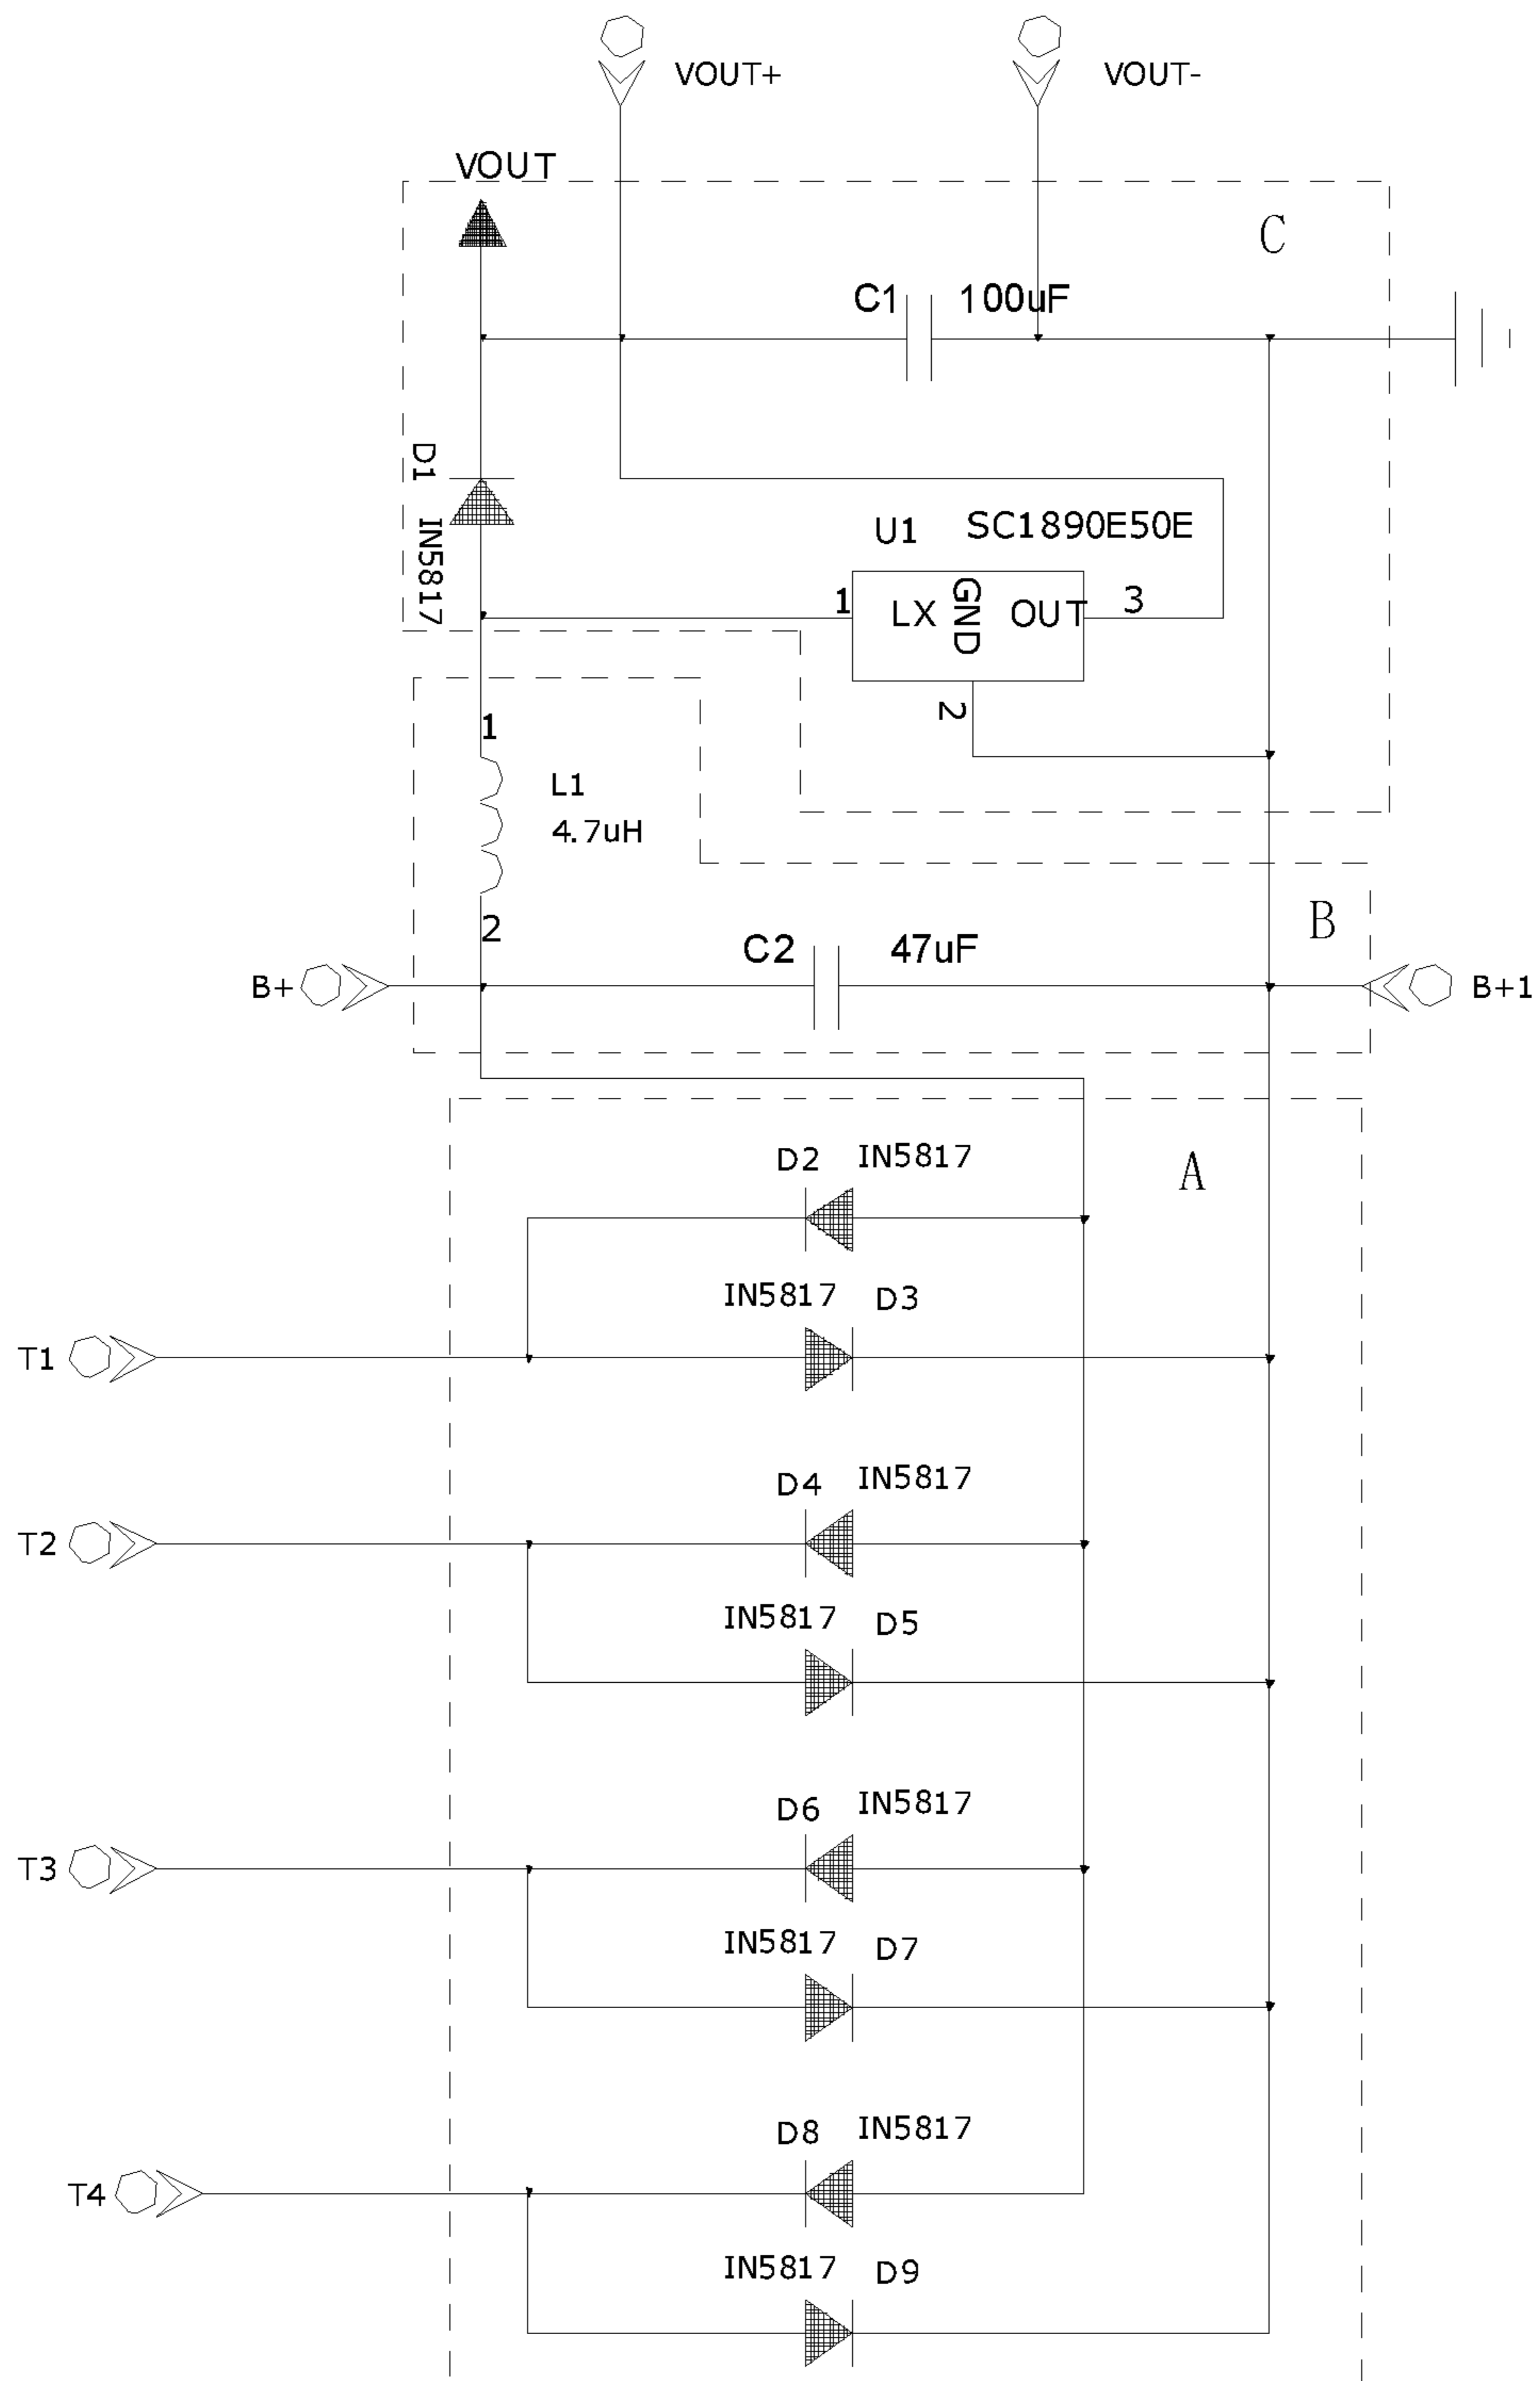 VOUT+
VOUT-
VOUT
C
C1 100uF
D1
IN5817
U1 SC1890E50E
1 LX GND OUT 3
2
1
L1
4.7uH
2
C2 47uF
B
B+
B+1
D2 IN5817
A
IN5817 D3
T1
D4 IN5817
T2
IN5817 D5
D6 IN5817
T3
IN5817 D7
D8 IN5817
T4
IN5817 D9